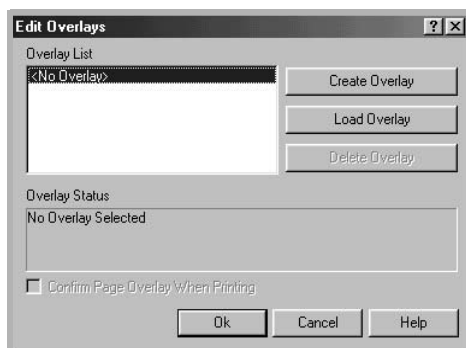 Edit Overlays
Overlay List
<No Overlay>
Create Overlay
Load Overlay
Delete Overlay
Overlay Status
No Overlay Selected
Confirm Page Overlay When Printing
Ok Cancel Help